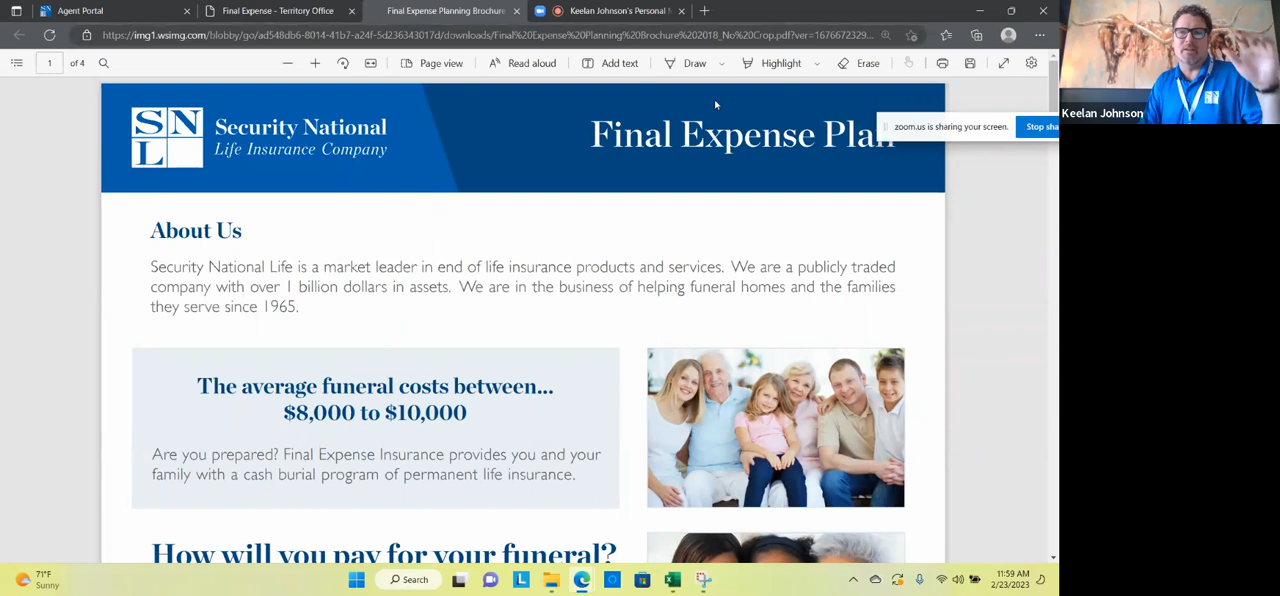 Agent Portal
Final Expense - Territory Office
Final Expense Planning Brochure
Keelan Johnson's Personal
https://img1.wsimg.com/blobby/go/ad548db6-8014-41b7-a24f-5d236343017d/downloads/Final%20Expense%20Planning%20Brochure%202018_No%20Crop.pdf?ver=1676672329...
1 of 4
Page view
Read aloud
Add text
Draw
Highlight
Erase
Keelan Johnson
zoom.us is sharing your screen.
Stop sha
SN
L
Security National
Life Insurance Company
Final Expense Plan
About Us
Security National Life is a market leader in end of life insurance products and services. We are a publicly traded
company with over 1 billion dollars in assets. We are in the business of helping funeral homes and the families
they serve since 1965.
The average funeral costs between...
$8,000 to $10,000
Are you prepared? Final Expense Insurance provides you and your
family with a cash burial program of permanent life insurance.
How will you pay for your funeral?
71°F
Sunny
Search
11:59 AM
2/23/2023